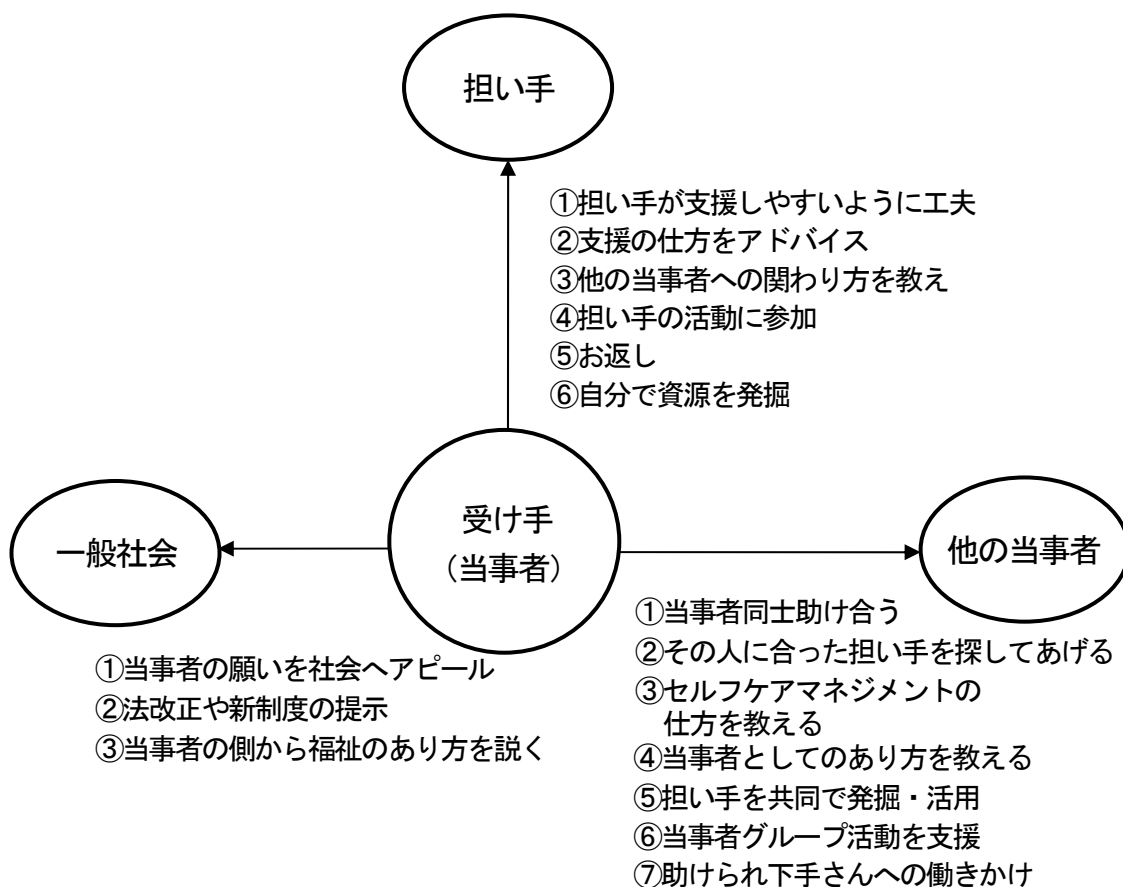 担い手
①担い手が支援しやすいように工夫
②支援の仕方をアドバイス
③他の当事者への関わり方を教え
④担い手の活動に参加
⑤お返し
⑥自分で資源を発掘
受け手
（当事者）
一般社会
他の当事者
①当事者の願いを社会へアピール
②法改正や新制度の提示
③当事者の側から福祉のあり方を説く
①当事者同士助け合う
②その人に合った担い手を探してあげる
③セルフケアマネジメントの
仕方を教える
④当事者としてのあり方を教える
⑤担い手を共同で発掘・活用
⑥当事者グループ活動を支援
⑦助けられ下手さんへの働きかけ